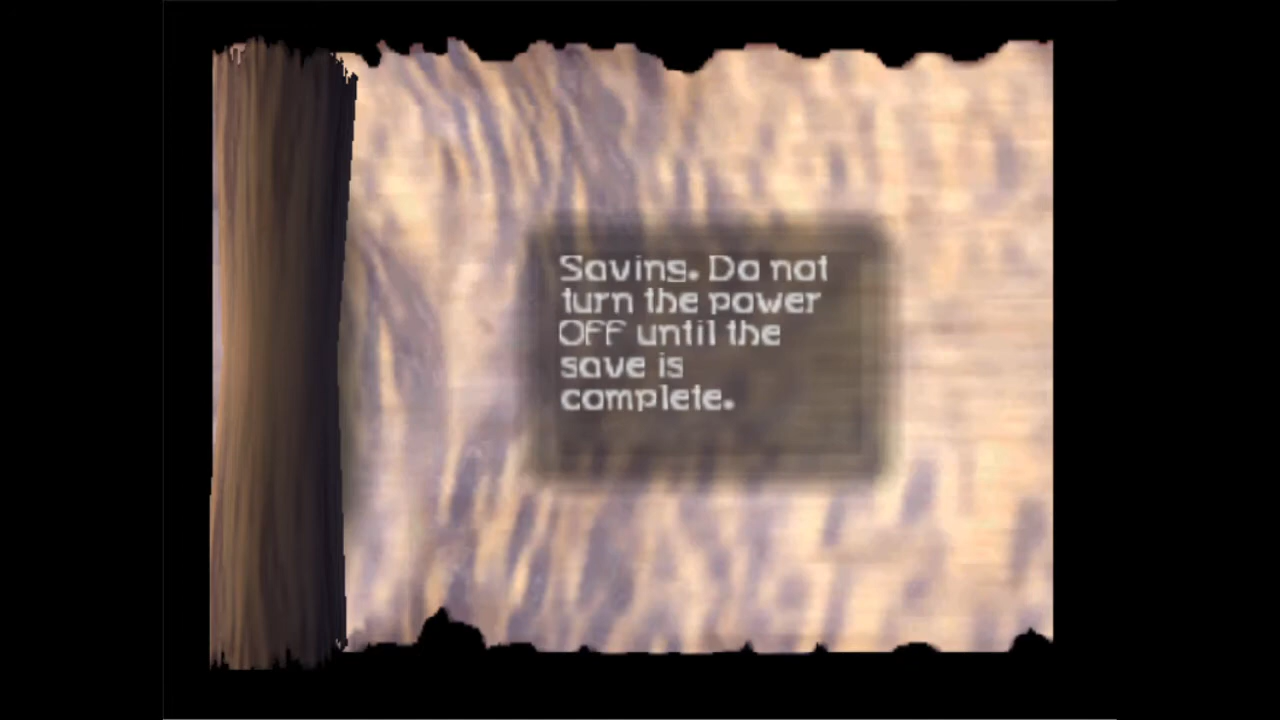 Saving. Do not
turn the power
OFF until the
save is
complete.